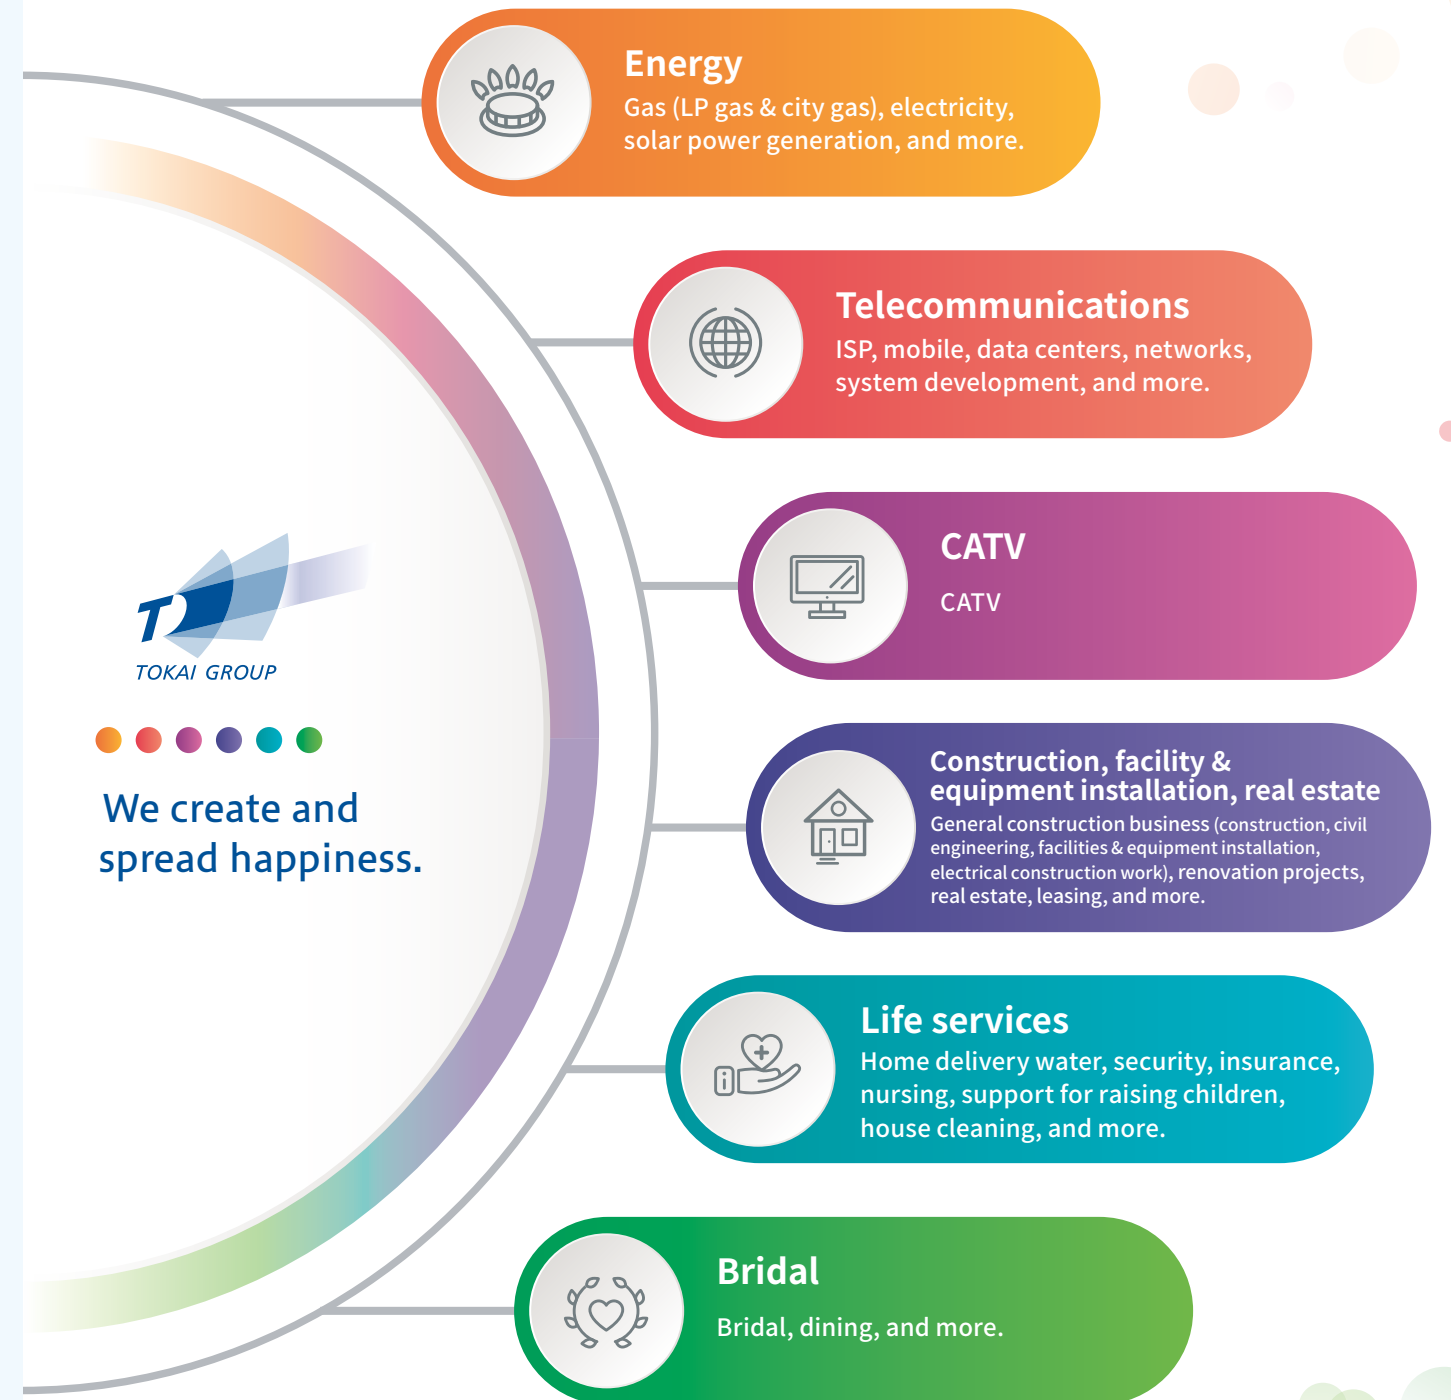 Energy
Gas (LP gas & city gas), electricity,
solar power generation, and more.
Telecommunications
ISP, mobile, data centers, networks,
system development, and more.
CATV
CATV
T
TOKAI GROUP
We create and
spread happiness.
Construction, facility &
equipment installation, real estate
General construction business (construction, civil
engineering, facilities & equipment installation,
electrical construction work), renovation projects,
real estate, leasing, and more.
Life services
Home delivery water, security, insurance,
nursing, support for raising children,
house cleaning, and more.
Bridal
Bridal, dining, and more.